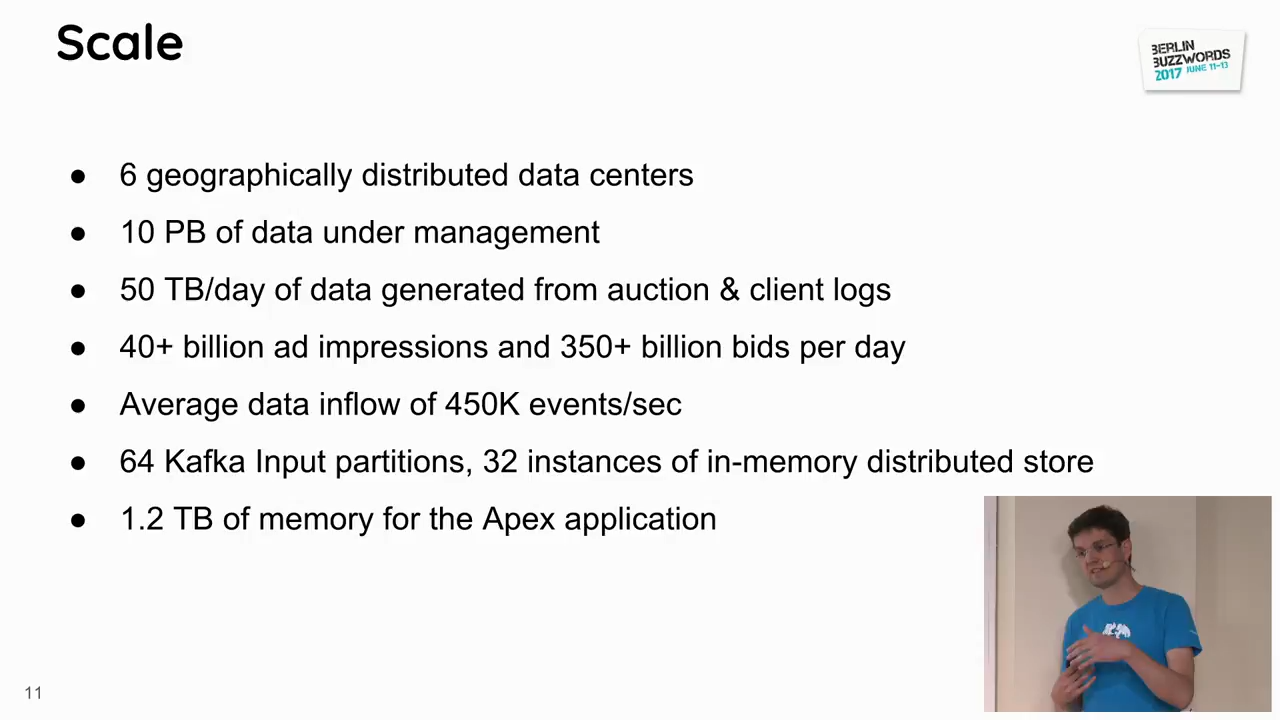 Scale
BERLIN
BUZZWORDS
2017 JUNE 11-13
● 6 geographically distributed data centers
● 10 PB of data under management
● 50 TB/day of data generated from auction & client logs
● 40+ billion ad impressions and 350+ billion bids per day
● Average data inflow of 450K events/sec
● 64 Kafka Input partitions, 32 instances of in-memory distributed store
● 1.2 TB of memory for the Apex application
11